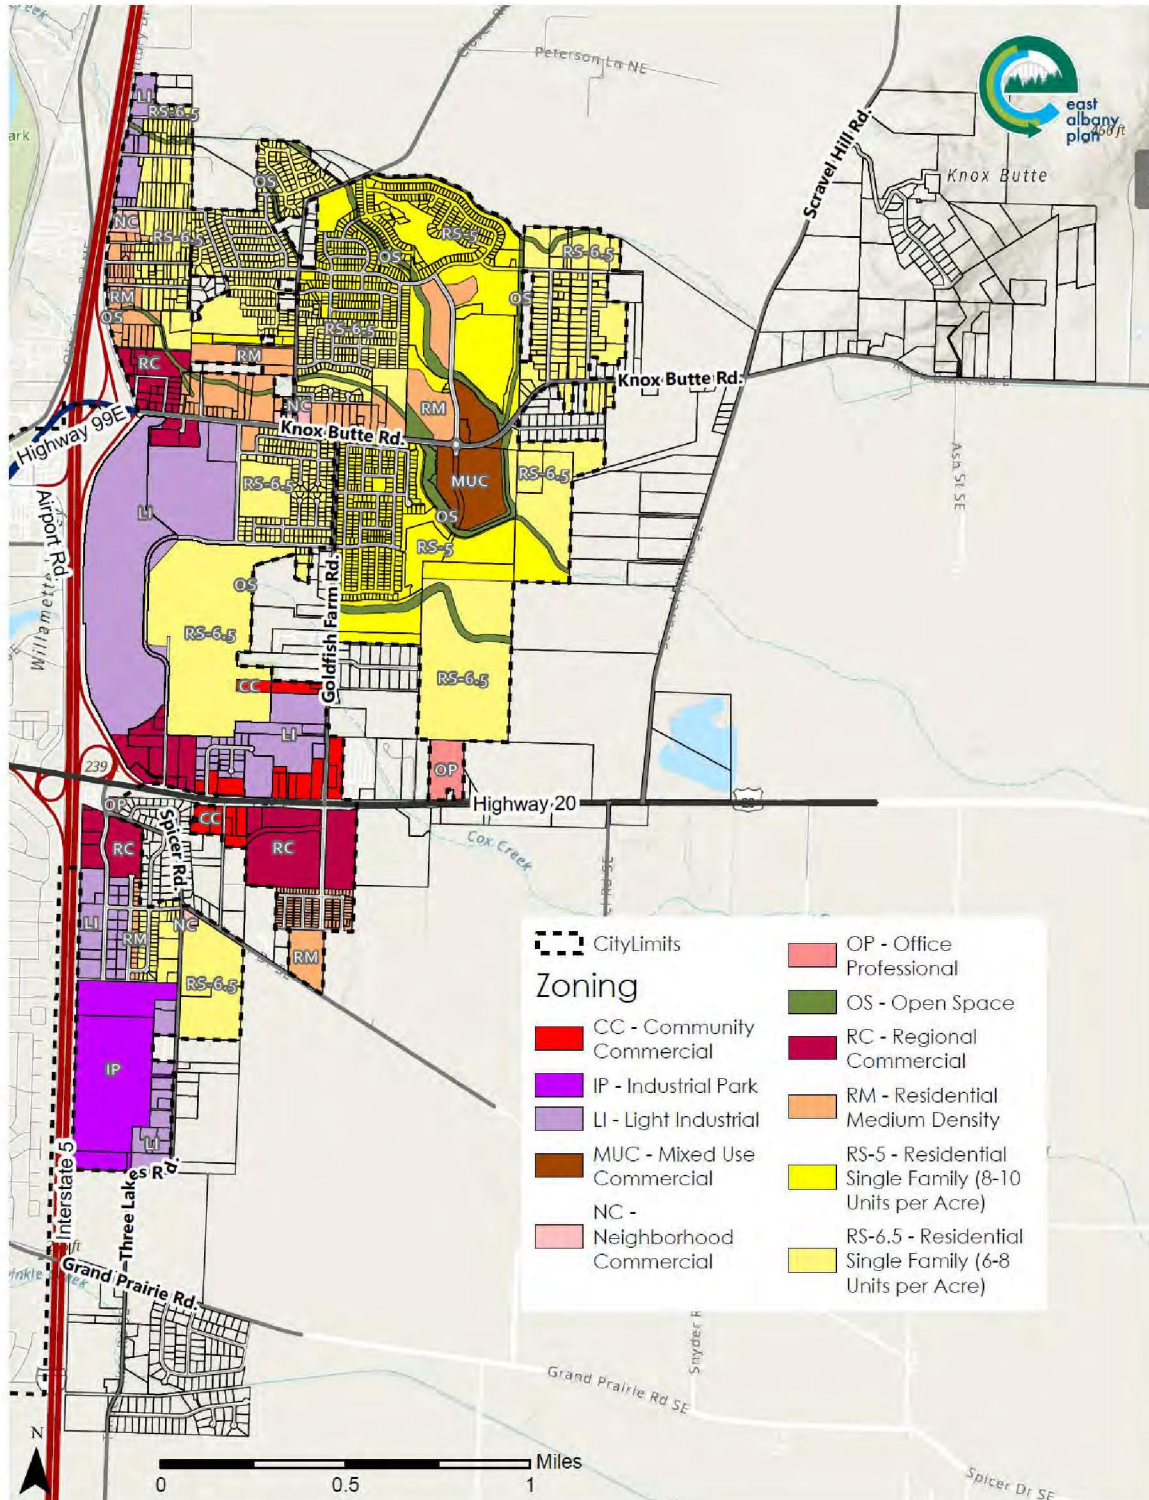 Peterson Ln NE
east
albany
plan
466 ft
Knox Butte
Scravel Hill Rd.
LI
RS-6.5
OS
NC
RS-6.5
RS-5
OS
RS-6.5
RM
OS
OS
RS-6.5
RC
RM
Knox Butte Rd.
NC
RM
Knox Butte Rd.
Highway 99E
Ash St SE
RS-6.5
MUC
RS-6.5
LI
OS
RS-5
Airport Rd.
Willamette
OS
Goldfish Farm Rd.
RS-6.5
RS-6.5
CC
LI
239
OP
OP
Highway 20
20
Spicer Rd.
CC
RC
RC
Cox Creek
LI
RM
NC
RM
RS-6.5
IP
LI
Interstate 5
Three Lakes Rd.
Grand Prairie Rd.
Snyder R
Grand Prairie Rd SE
Spicer Dr SE
CityLimits
Zoning
CC - Community
Commercial
IP - Industrial Park
LI - Light Industrial
MUC - Mixed Use
Commercial
NC -
Neighborhood
Commercial
OP - Office
Professional
OS - Open Space
RC - Regional
Commercial
RM - Residential
Medium Density
RS-5 - Residential
Single Family (8-10
Units per Acre)
RS-6.5 - Residential
Single Family (6-8
Units per Acre)
N
Miles
0
0.5
1